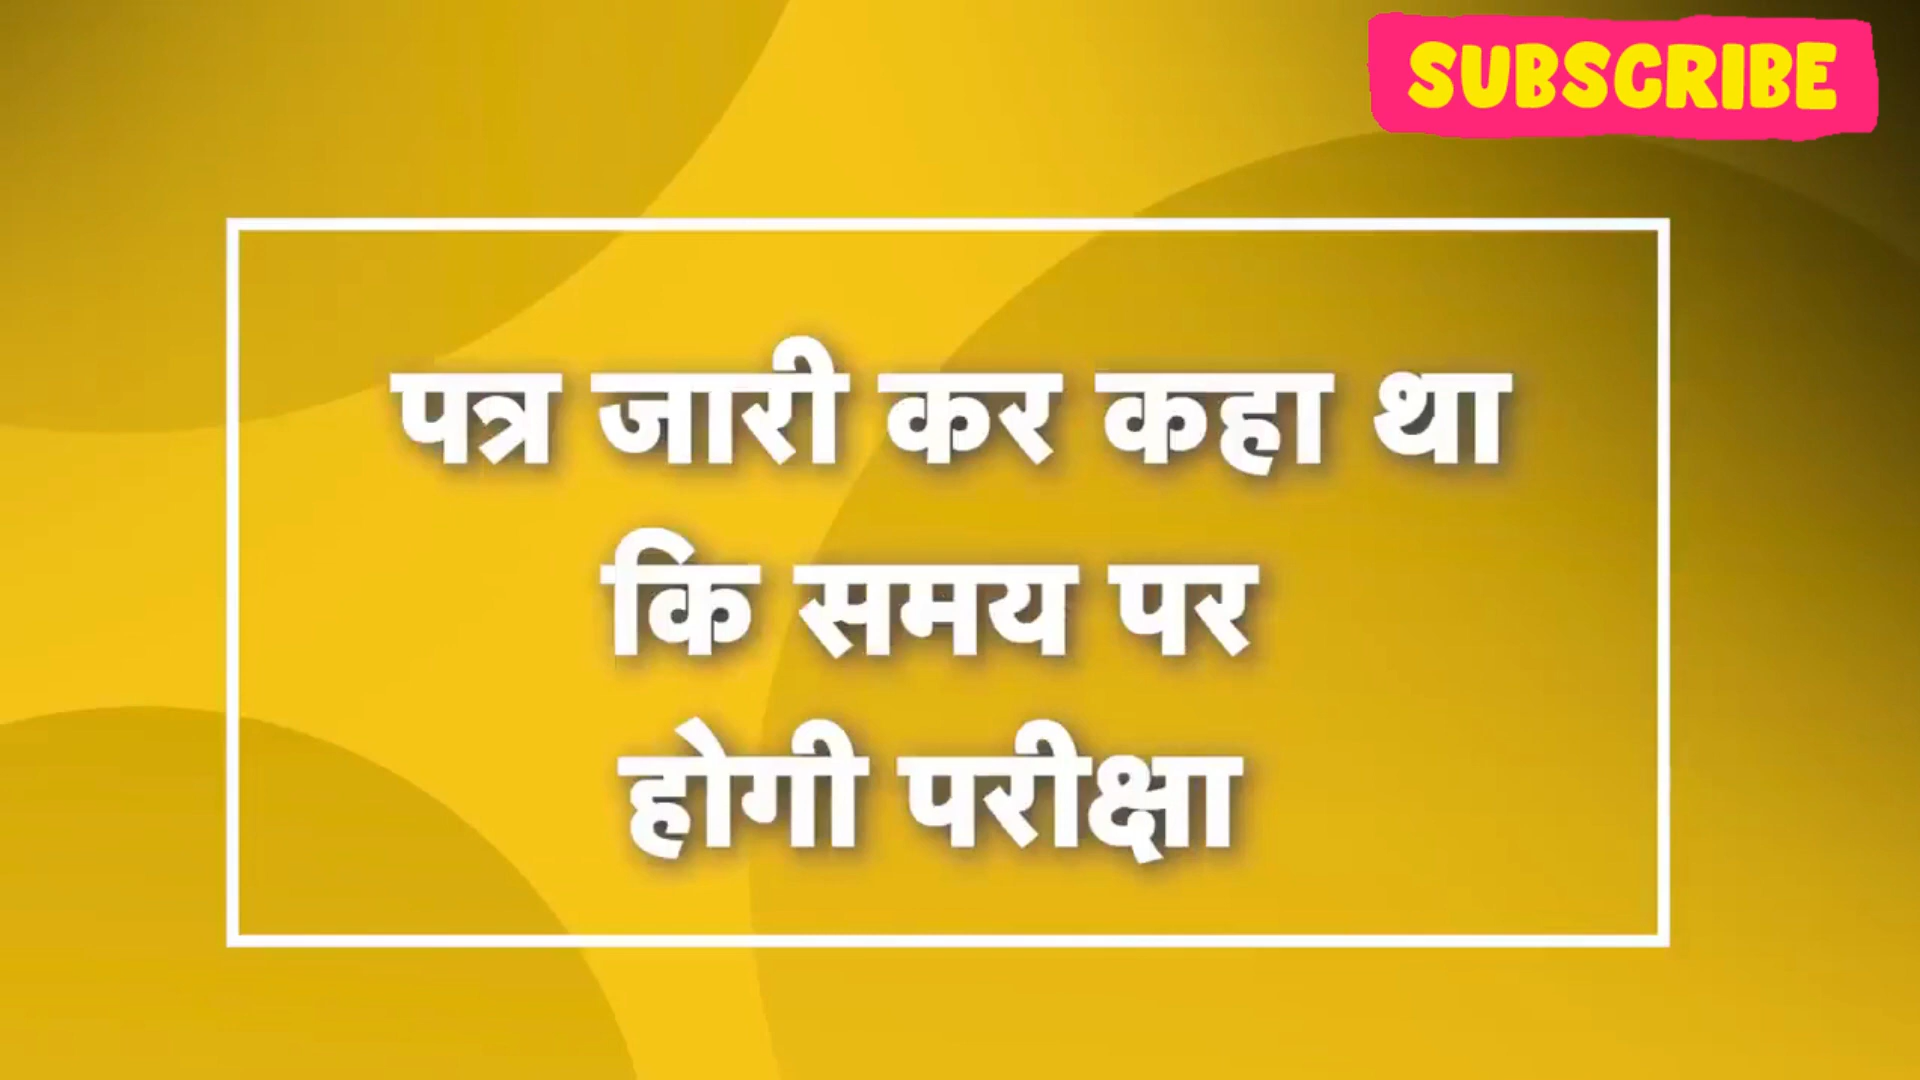 SUBSCRIBE
पत्र जारी कर कहा था
कि समय पर
होगी परीक्षा